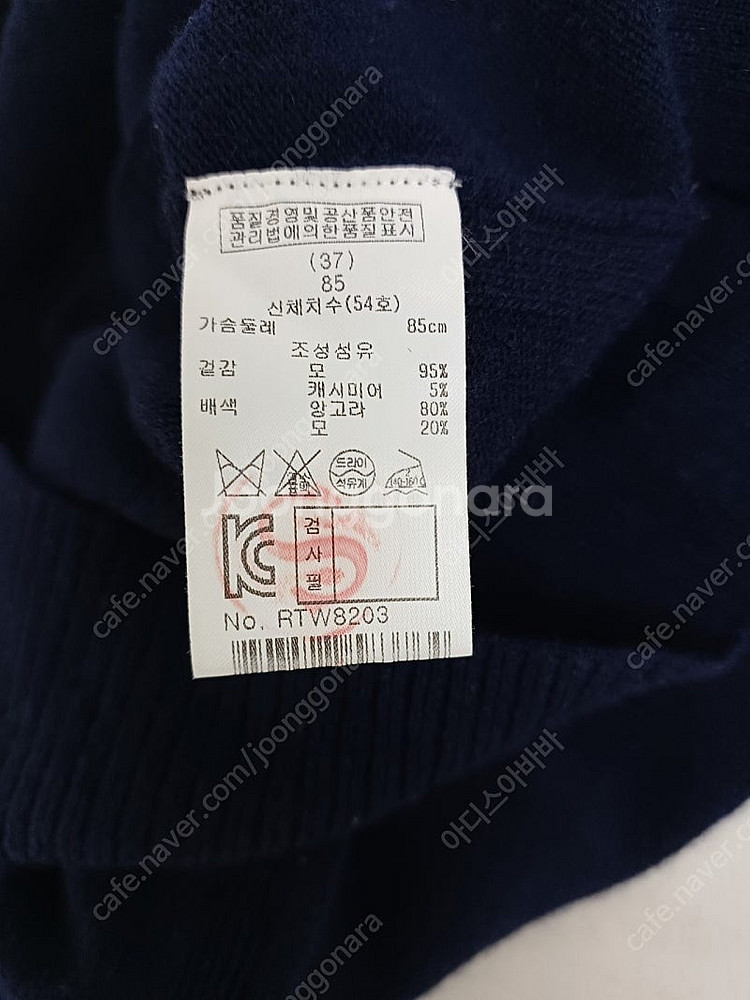 품질경영및공산품안전
관리법에의한품질표시
(37)
85
신체치수(54호)
가슴둘레 85cm
조성섬유
겉감 모 95%
캐시미어 5%
배색 앙고라 80%
모 20%
드라이
석유계
2
140-160℃
검
사
필
No. RTW8203
joonggonara
cafe.naver.com/joonggonara
아디스아바바